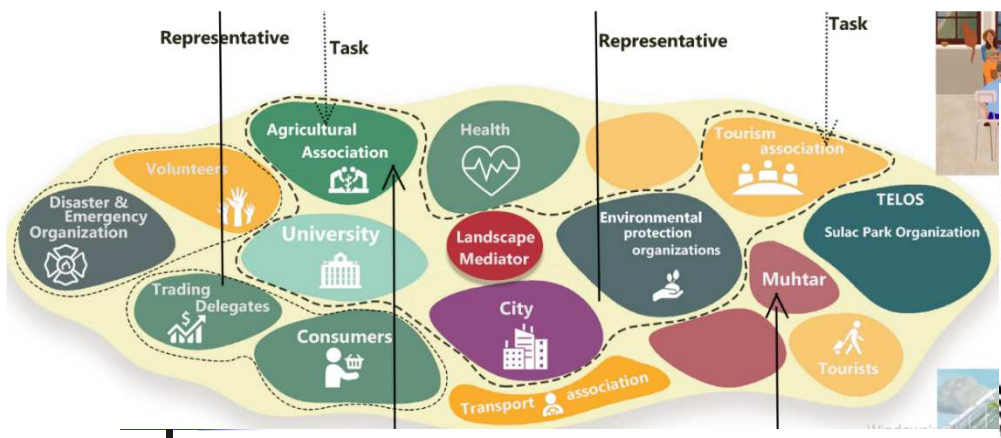 Representative
Task
Representative
Task
Agricultural
Association
Health
Tourism
association
Volunteers
Disaster &
Emergency
Organization
University
Landscape
Mediator
Environmental
protection
organizations
TELOS
Sulac Park Organization
Muhtar
Trading
Delegates
Consumers
City
Tourists
Transport association